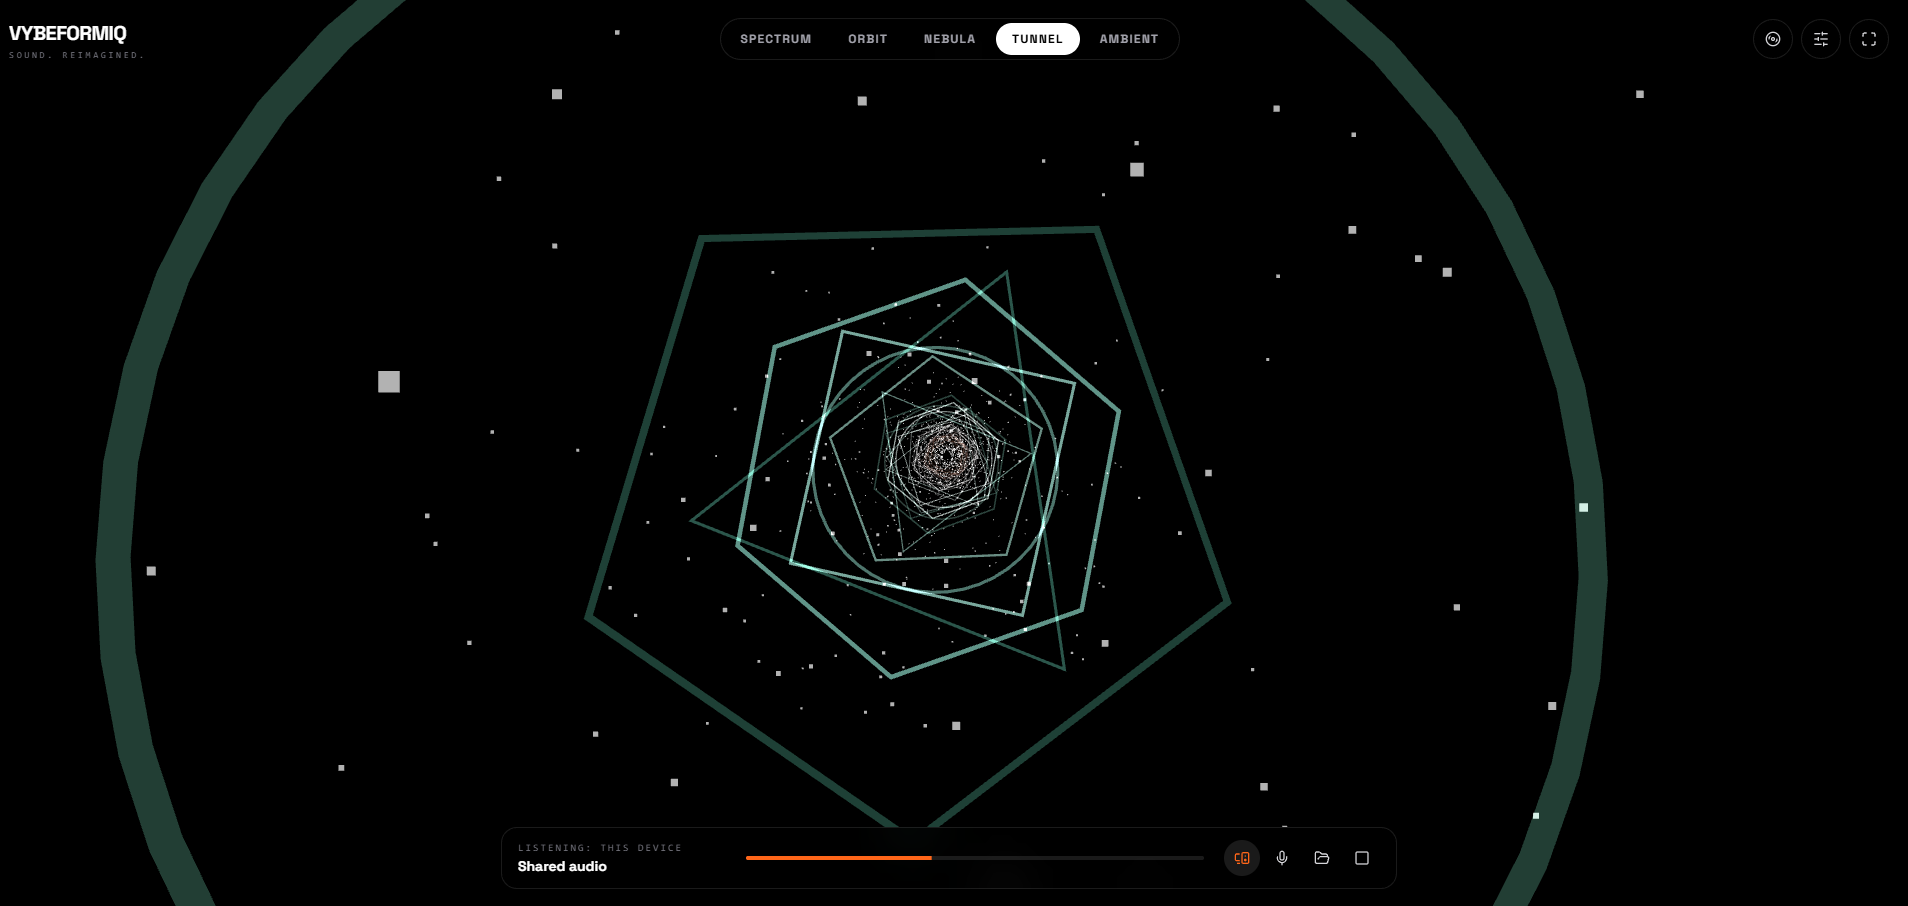 VYBEFORMIQ
SOUND. REIMAGINED.
SPECTRUM ORBIT NEBULA TUNNEL AMBIENT
LISTENING: THIS DEVICE
Shared audio